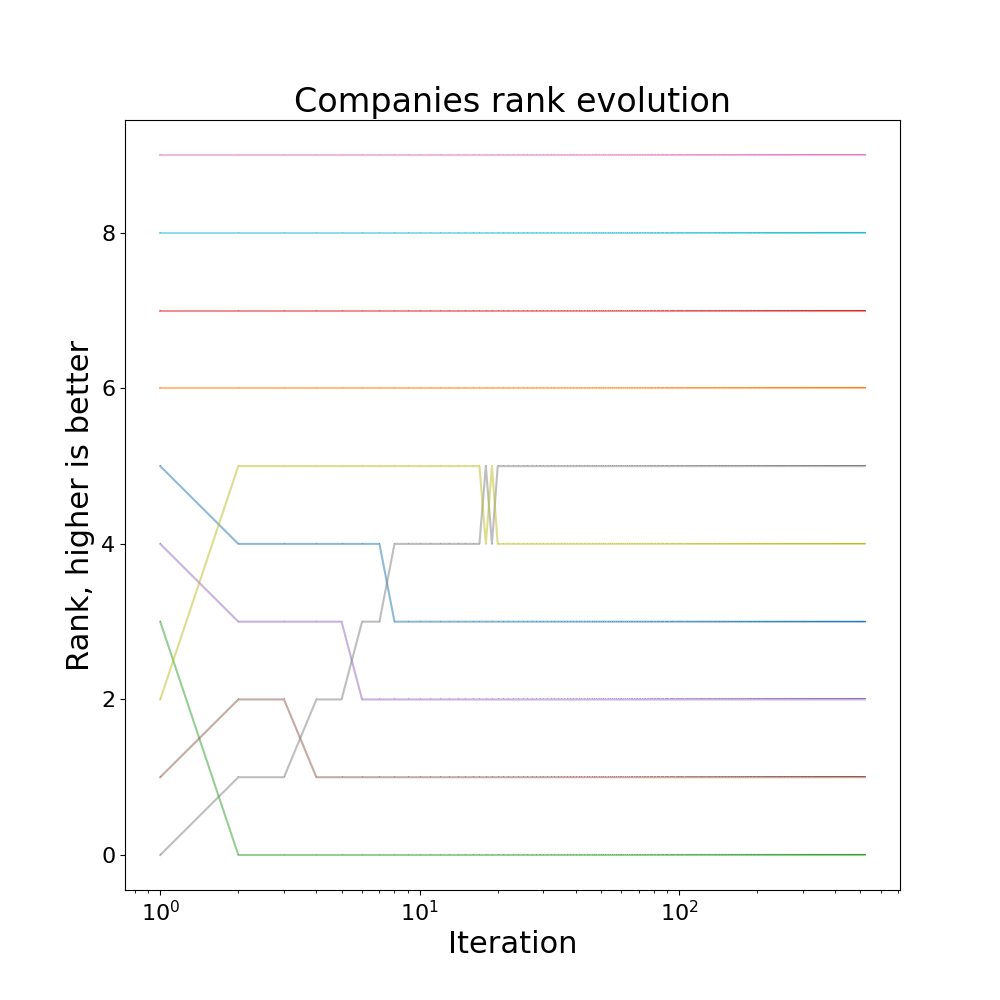 Companies rank evolution
Rank, higher is better
8
6
4
2
0
10⁰ 10¹ 10²
Iteration